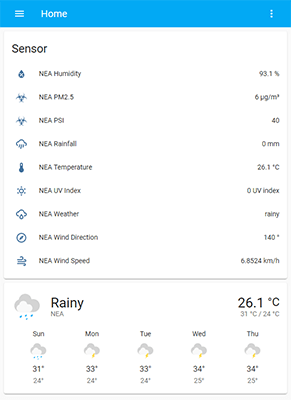 Home
Sensor
NEA Humidity 93.1 %
NEA PM2.5 6 µg/m³
NEA PSI 40
NEA Rainfall 0 mm
NEA Temperature 26.1 °C
NEA UV Index 0 UV index
NEA Weather rainy
NEA Wind Direction 140 °
NEA Wind Speed 6.8524 km/h
Rainy 26.1 °C
NEA 31 °C / 24 °C
Sun Mon Tue Wed Thu
31° 33° 33° 34° 34°
24° 24° 24° 25° 25°